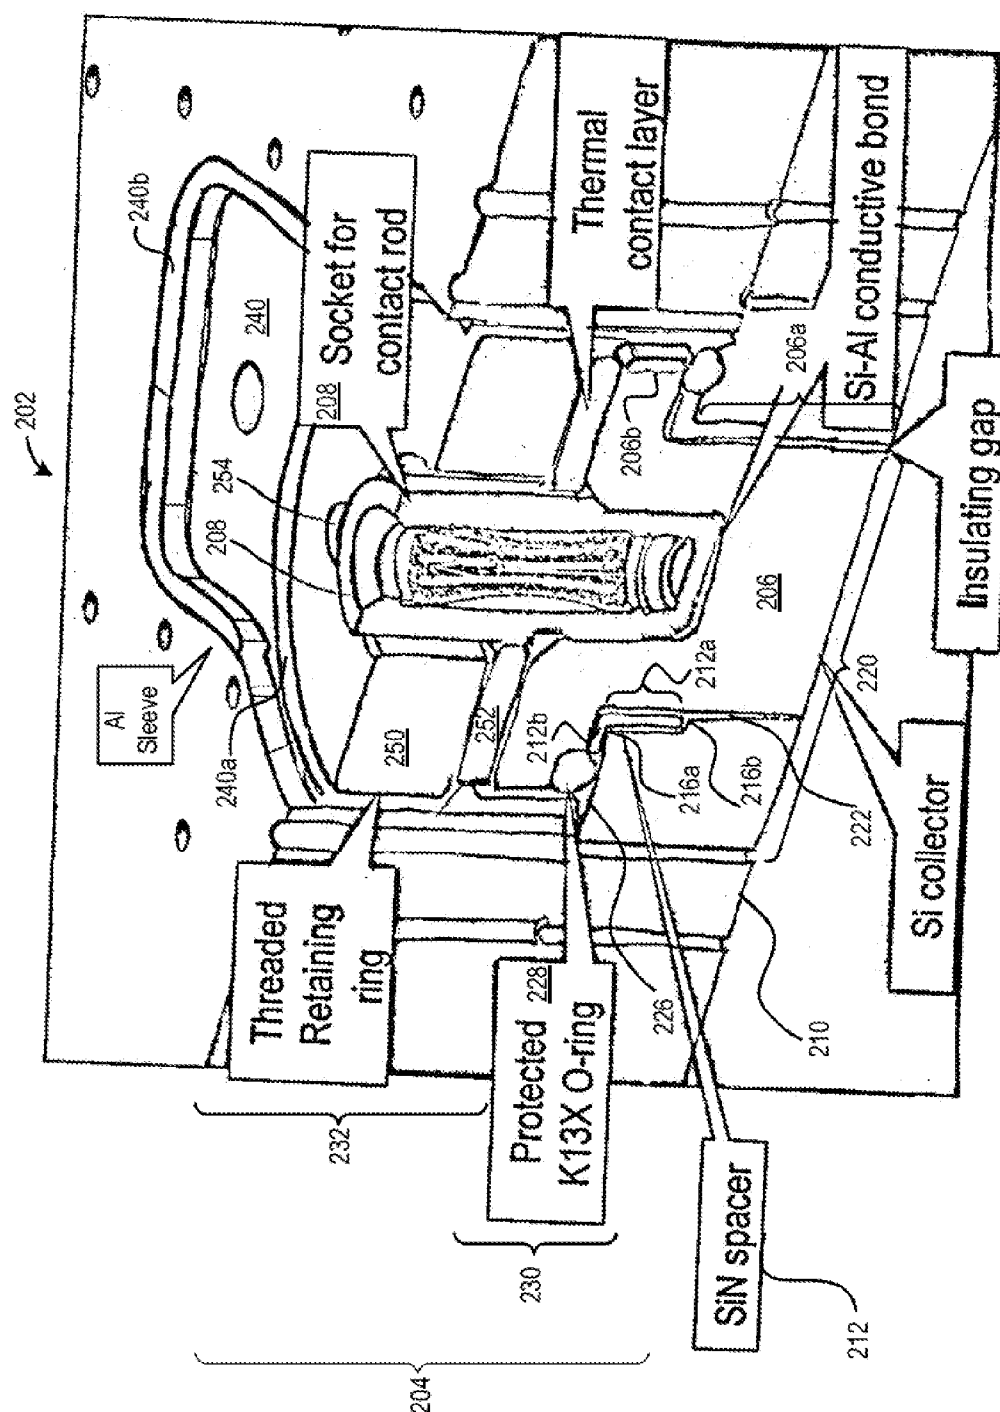 202
240b
240
Al
Sleeve
240a
254
208
Socket for
contact rod
208
Thermal
contact layer
Si-Al conductive bond
206a
206b
Insulating gap
206
220
Si collector
222
212a
212b
216a
216b
250
252
Threaded
Retaining
ring
Protected
K13X O-ring
228
226
210
SiN spacer
212
232
230
204